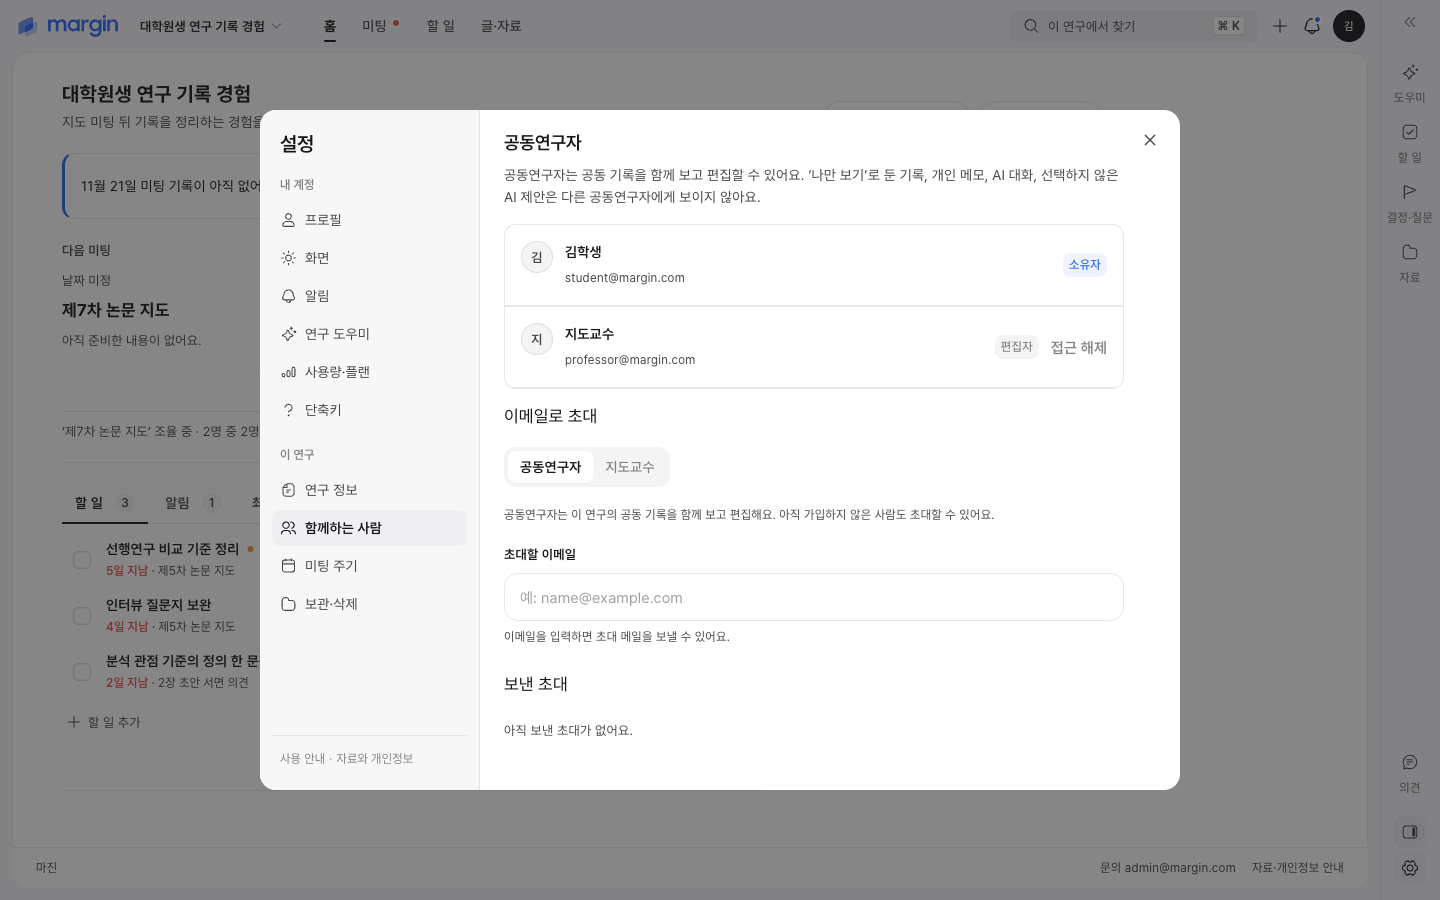 margin
대학원생 연구 기록 경험
홈
미팅
할 일
글·자료
이 연구에서 찾기
⌘ K
김
대학원생 연구 기록 경험
지도 미팅 뒤 기록을 정리하는 경험을
11월 21일 미팅 기록이 아직 없어
다음 미팅
날짜 미정
제7차 논문 지도
아직 준비한 내용이 없어요.
‘제7차 논문 지도’ 조율 중 · 2명 중 2명
할 일 3
알림 1
선행연구 비교 기준 정리
5일 지남 · 제5차 논문 지도
인터뷰 질문지 보완
4일 지남 · 제5차 논문 지도
분석 관점 기준의 정의 한 문
2일 지남 · 2장 초안 서면 의견
할 일 추가
설정
내 계정
프로필
화면
알림
연구 도우미
사용량·플랜
단축키
이 연구
연구 정보
함께하는 사람
미팅 주기
보관·삭제
사용 안내 · 자료와 개인정보
공동연구자
공동연구자는 공동 기록을 함께 보고 편집할 수 있어요. ‘나만 보기’로 둔 기록, 개인 메모, AI 대화, 선택하지 않은
AI 제안은 다른 공동연구자에게 보이지 않아요.
김
김학생
student@margin.com
소유자
지
지도교수
professor@margin.com
편집자
접근 해제
이메일로 초대
공동연구자
지도교수
공동연구자는 이 연구의 공동 기록을 함께 보고 편집해요. 아직 가입하지 않은 사람도 초대할 수 있어요.
초대할 이메일
예: name@example.com
이메일을 입력하면 초대 메일을 보낼 수 있어요.
보낸 초대
아직 보낸 초대가 없어요.
도우미
할 일
결정·질문
자료
의견
마진
문의 admin@margin.com
자료·개인정보 안내